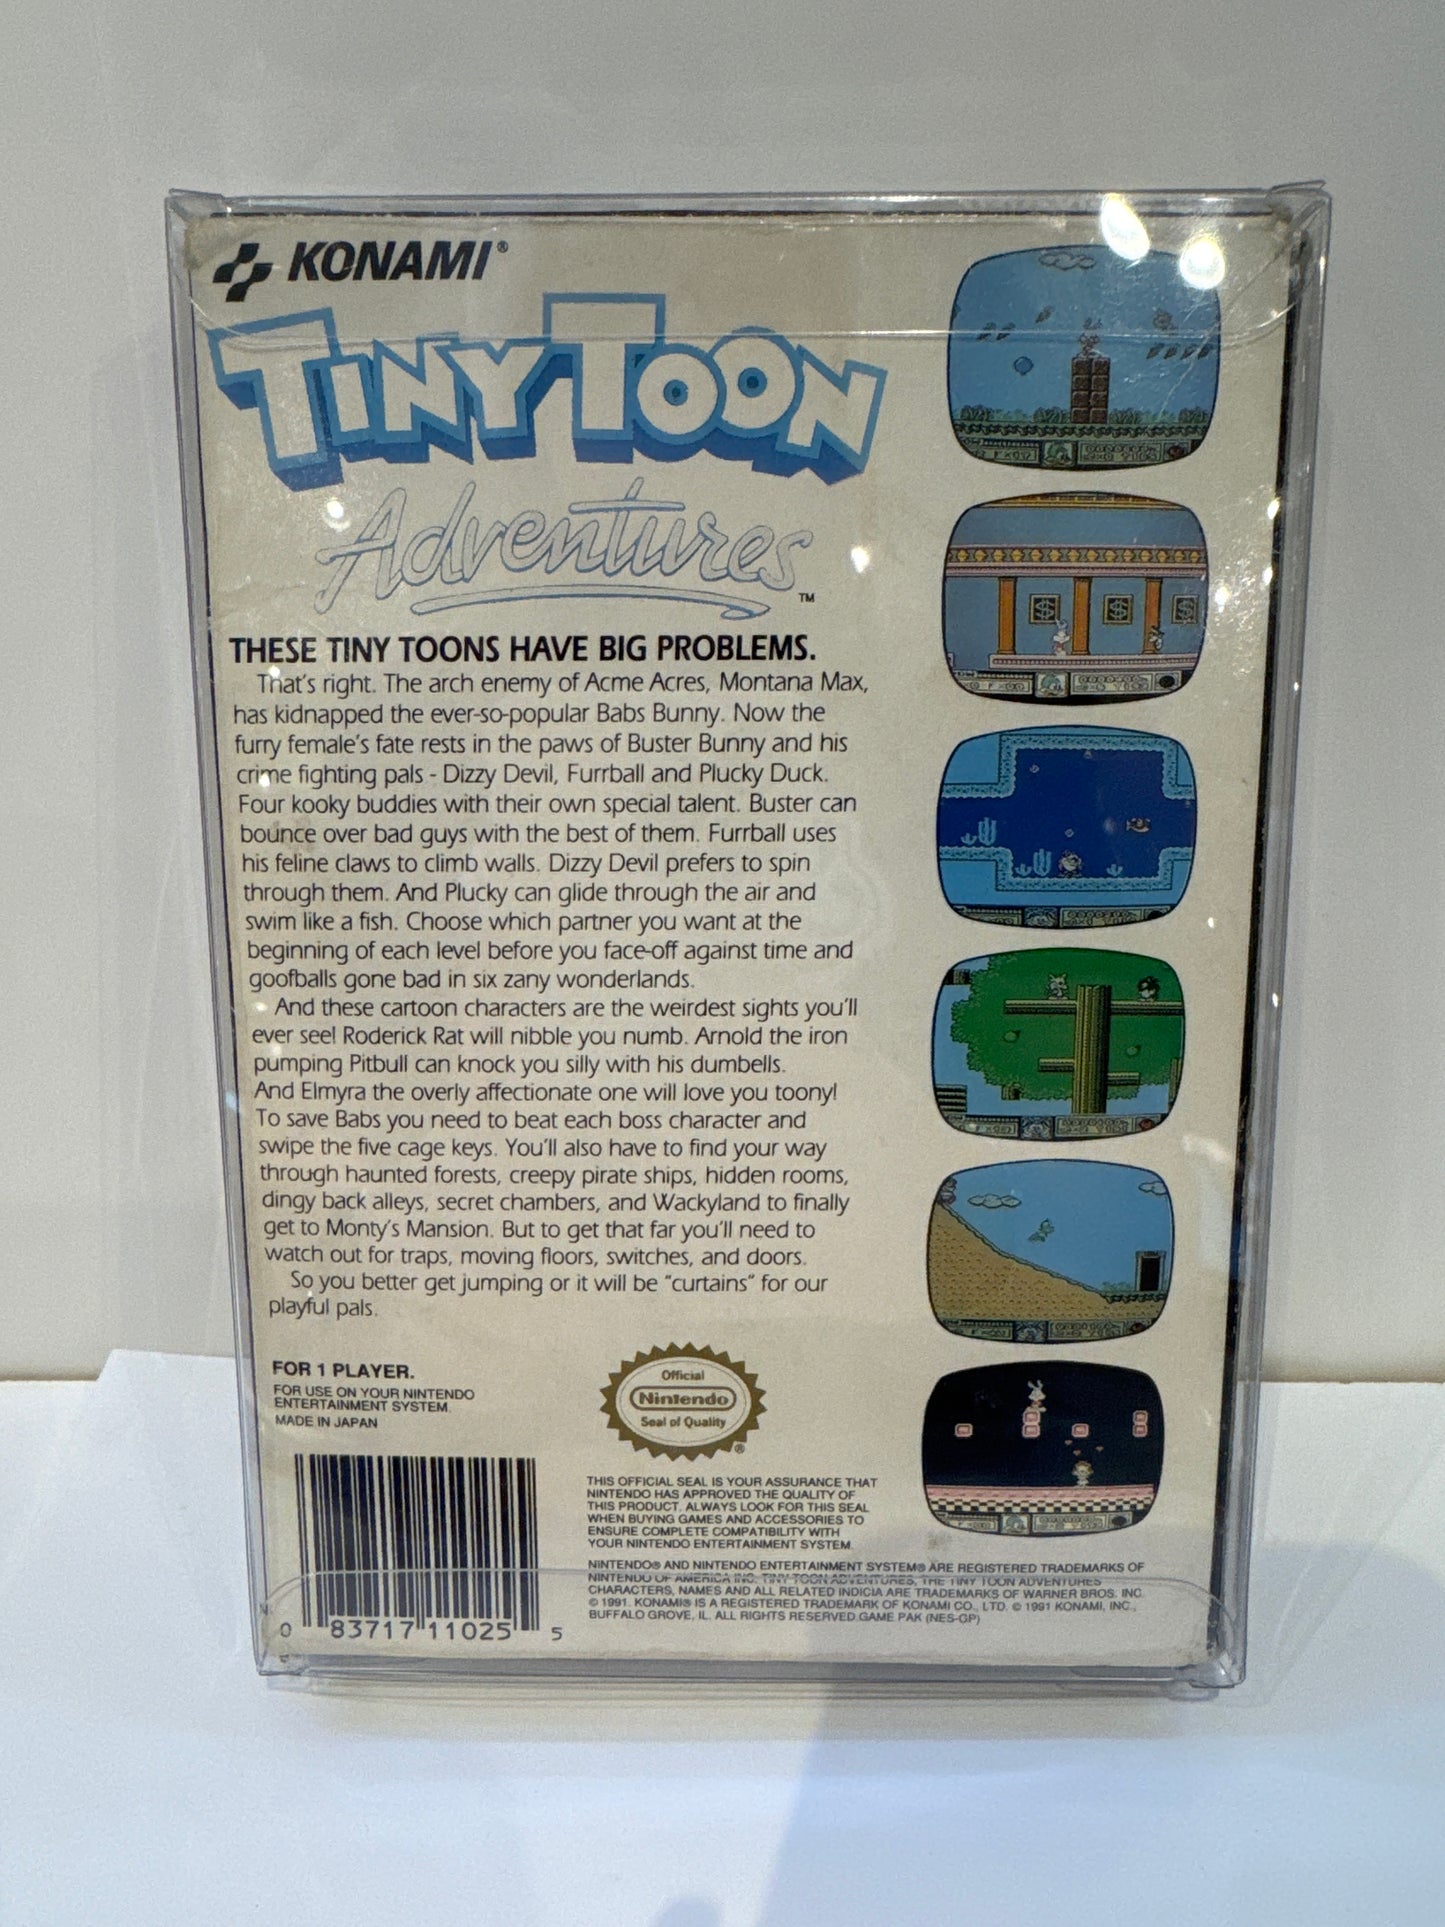 KONAMI®
TINY TOON
Adventures™
THESE TINY TOONS HAVE BIG PROBLEMS.
That's right. The arch enemy of Acme Acres, Montana Max,
has kidnapped the ever-so-popular Babs Bunny. Now the
furry female's fate rests in the paws of Buster Bunny and his
crime fighting pals - Dizzy Devil, Furrball and Plucky Duck.
Four kooky buddies with their own special talent. Buster can
bounce over bad guys with the best of them. Furrball uses
his feline claws to climb walls. Dizzy Devil prefers to spin
through them. And Plucky can glide through the air and
swim like a fish. Choose which partner you want at the
beginning of each level before you face-off against time and
goofballs gone bad in six zany wonderlands.
And these cartoon characters are the weirdest sights you'll
ever see! Roderick Rat will nibble you numb. Arnold the iron
pumping Pitbull can knock you silly with his dumbells.
And Elmyra the overly affectionate one will love you toony!
To save Babs you need to beat each boss character and
swipe the five cage keys. You'll also have to find your way
through haunted forests, creepy pirate ships, hidden rooms,
dingy back alleys, secret chambers, and Wackyland to finally
get to Monty's Mansion. But to get that far you'll need to
watch out for traps, moving floors, switches, and doors.
So you better get jumping or it will be "curtains" for our
playful pals.
FOR 1 PLAYER.
FOR USE ON YOUR NINTENDO
ENTERTAINMENT SYSTEM.
MADE IN JAPAN
0 83717 11025 5
Official
Nintendo
Seal of Quality
®
THIS OFFICIAL SEAL IS YOUR ASSURANCE THAT
NINTENDO HAS APPROVED THE QUALITY OF
THIS PRODUCT. ALWAYS LOOK FOR THIS SEAL
WHEN BUYING GAMES AND ACCESSORIES TO
ENSURE COMPLETE COMPATIBILITY WITH
YOUR NINTENDO ENTERTAINMENT SYSTEM.
NINTENDO® AND NINTENDO ENTERTAINMENT SYSTEM® ARE REGISTERED TRADEMARKS OF
NINTENDO OF AMERICA INC. TINY TOON ADVENTURES, THE TINY TOON ADVENTURES
CHARACTERS, NAMES AND ALL RELATED INDICIA ARE TRADEMARKS OF WARNER BROS. INC.
© 1991. KONAMI® IS A REGISTERED TRADEMARK OF KONAMI CO., LTD. © 1991 KONAMI, INC.,
BUFFALO GROVE, IL. ALL RIGHTS RESERVED.GAME PAK (NES-GP)